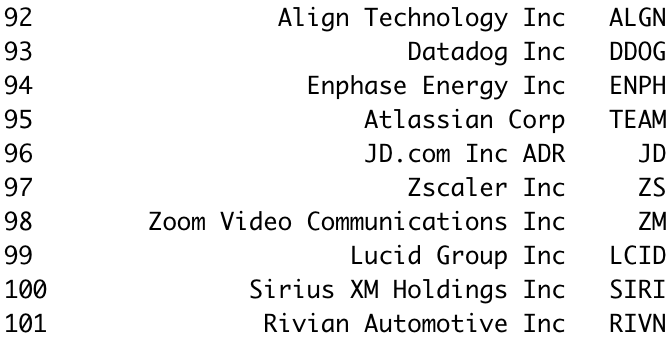 92 Align Technology Inc ALGN
93 Datadog Inc DDOG
94 Enphase Energy Inc ENPH
95 Atlassian Corp TEAM
96 JD.com Inc ADR JD
97 Zscaler Inc ZS
98 Zoom Video Communications Inc ZM
99 Lucid Group Inc LCID
100 Sirius XM Holdings Inc SIRI
101 Rivian Automotive Inc RIVN